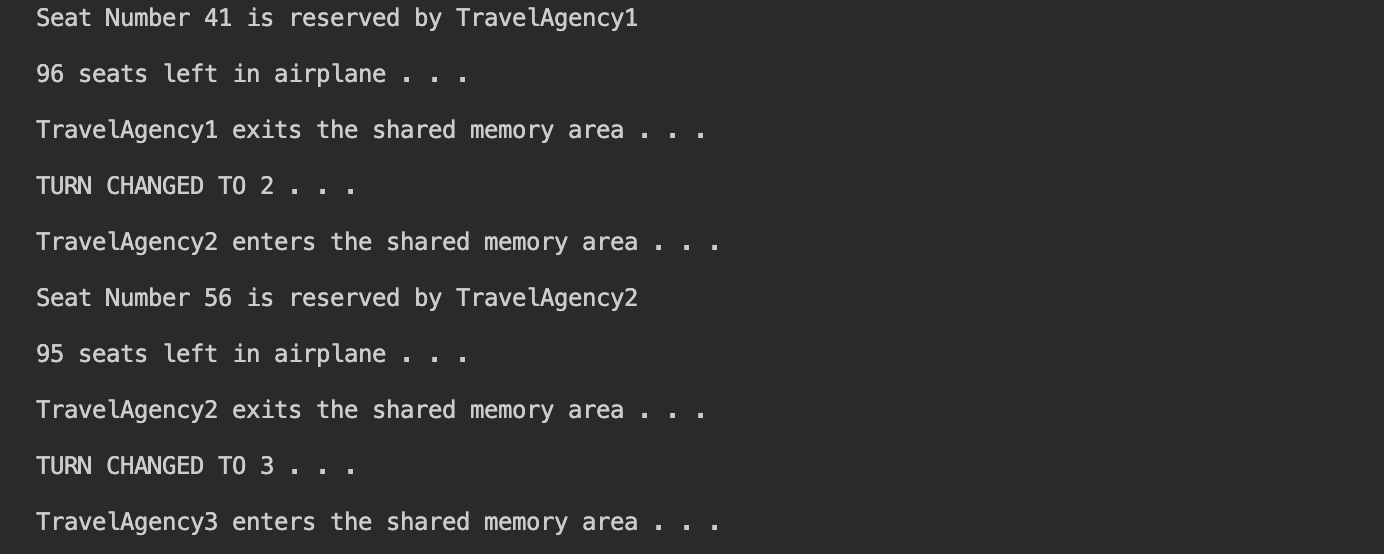 Seat Number 41 is reserved by TravelAgency1
96 seats left in airplane . . .
TravelAgency1 exits the shared memory area . . .
TURN CHANGED TO 2 . . .
TravelAgency2 enters the shared memory area . . .
Seat Number 56 is reserved by TravelAgency2
95 seats left in airplane . . .
TravelAgency2 exits the shared memory area . . .
TURN CHANGED TO 3 . . .
TravelAgency3 enters the shared memory area . . .